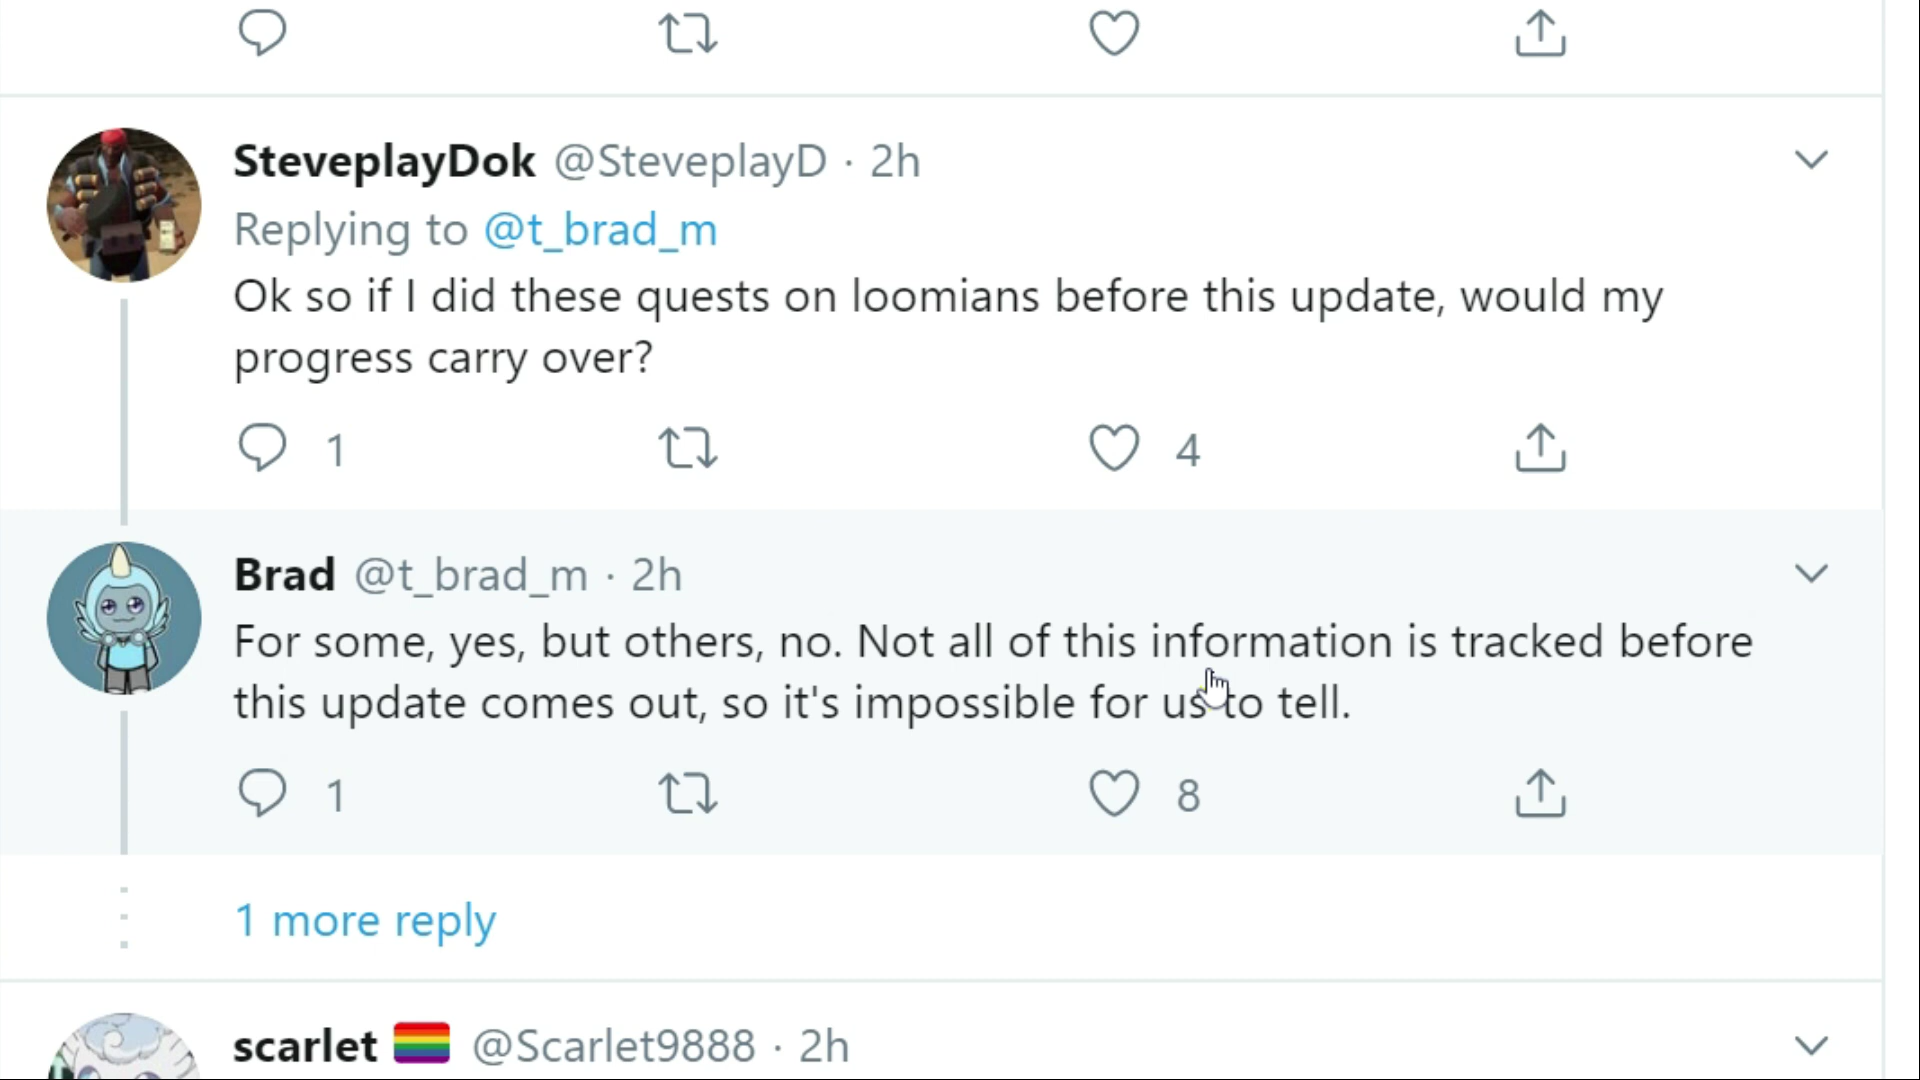 SteveplayDok @SteveplayD · 2h
Replying to @t_brad_m
Ok so if I did these quests on loomians before this update, would my
progress carry over?
1 4
Brad @t_brad_m · 2h
For some, yes, but others, no. Not all of this information is tracked before
this update comes out, so it's impossible for us to tell.
1 8
1 more reply
scarlet @Scarlet9888 · 2h